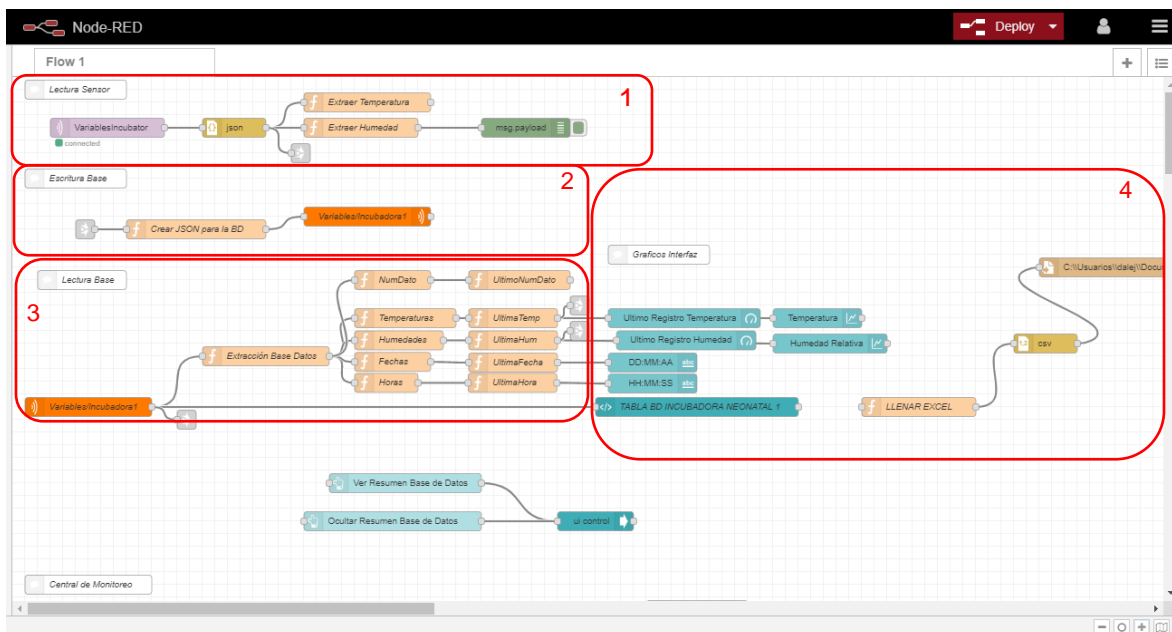 Node-RED
Deploy
Flow 1
Lectura Sensor
1
Extraer Temperatura
VariablesIncubator
json
Extraer Humedad
msg.payload
connected
Escritura Base
2
4
Variables/Incubadora1
Crear JSON para la BD
Graficos Interfaz
Lectura Base
NumDato
UltimoNumDato
C:\\Usuarios\\dalej\\Docu
3
Temperaturas
UltimaTemp
Ultimo Registro Temperatura
Temperatura
Humedades
UltimaHum
Ultimo Registro Humedad
Humedad Relativa
1,2
csv
Extracción Base Datos
Fechas
UltimaFecha
DD:MM:AA
abc
Horas
UltimaHora
HH:MM:SS
abc
Variables/Incubadora1
TABLA BD INCUBADORA NEONATAL 1
LLENAR EXCEL
Ver Resumen Base de Datos
Ocultar Resumen Base de Datos
ui control
Central de Monitoreo